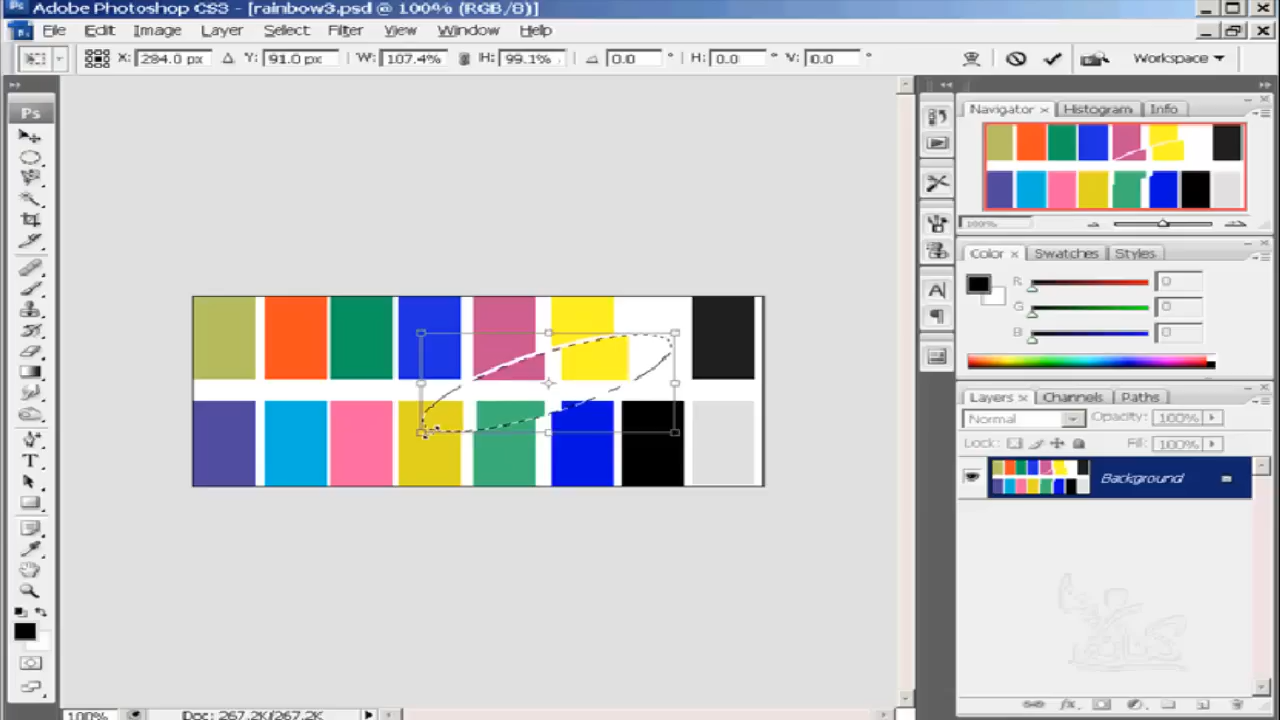 Adobe Photoshop CS3 - [rainbow3.psd @ 100% (RGB/8)]
Ps File Edit Image Layer Select Filter View Window Help
X: 284.0 px Δ Y: 91.0 px W: 107.4% H: 99.1% 0.0 ° H: 0.0 ° V: 0.0 ° Workspace
Ps
Navigator × Histogram Info
100%
Color × Swatches Styles
R 0
G 0
B 0
Layers × Channels Paths
Normal Opacity: 100%
Lock: Fill: 100%
Background
T
A
100% Doc: 267.2K/267.2K